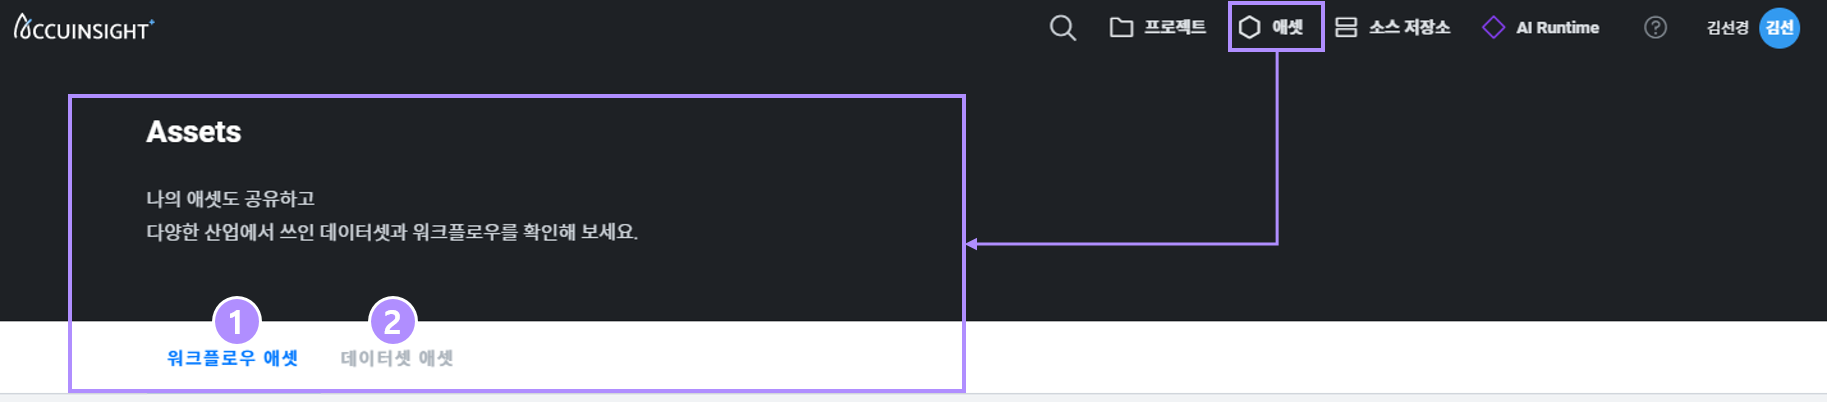 ACCUINSIGHT+
프로젝트
애셋
소스 저장소
AI Runtime
?
김선경
김선
Assets
나의 애셋도 공유하고
다양한 산업에서 쓰인 데이터셋과 워크플로우를 확인해 보세요.
1
2
워크플로우 애셋
데이터셋 애셋